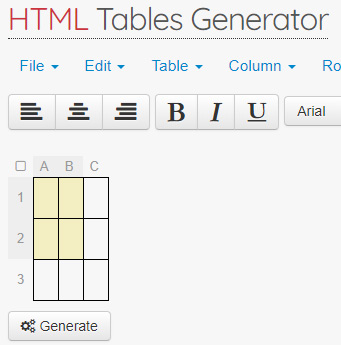 HTML Tables Generator
File Edit Table Column Ro
B I U Arial
A B C
1
2
3
Generate